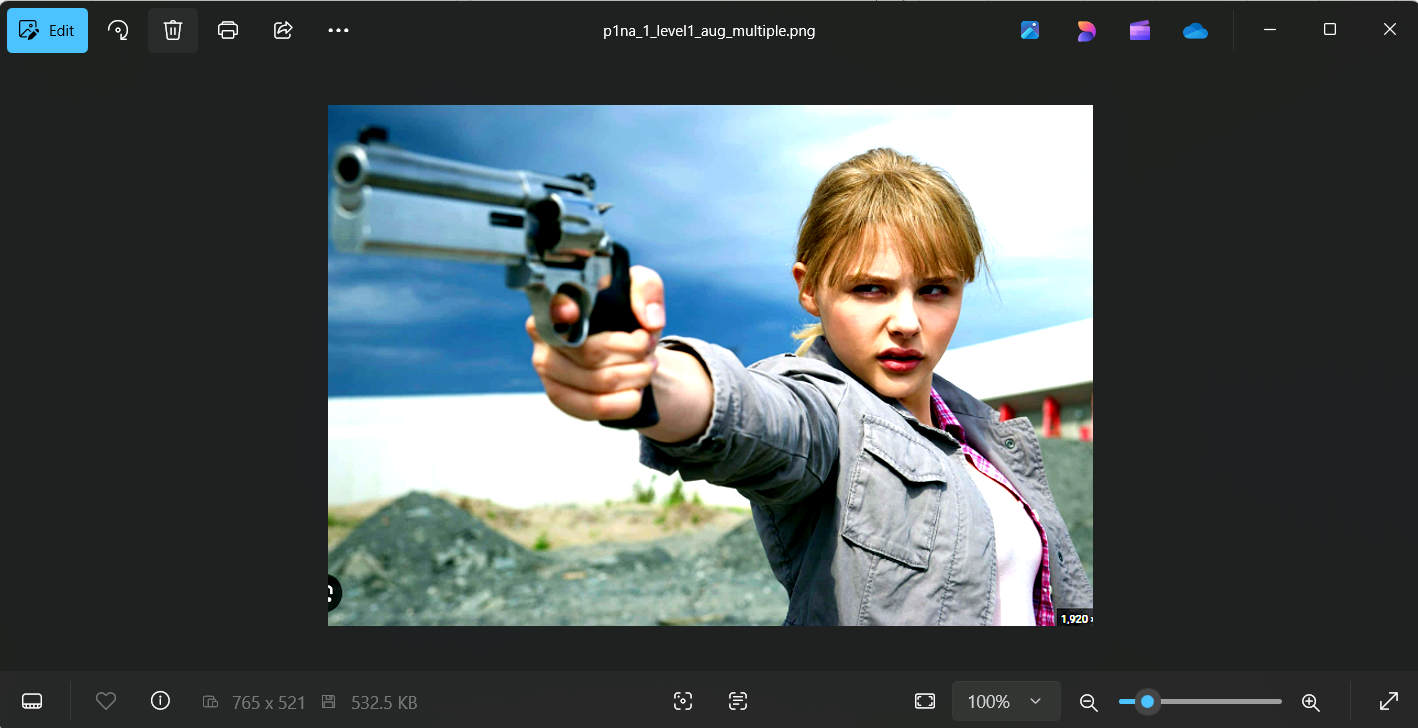 Edit
p1na_1_level1_aug_multiple.png
1,920
765 x 521
532.5 KB
100%